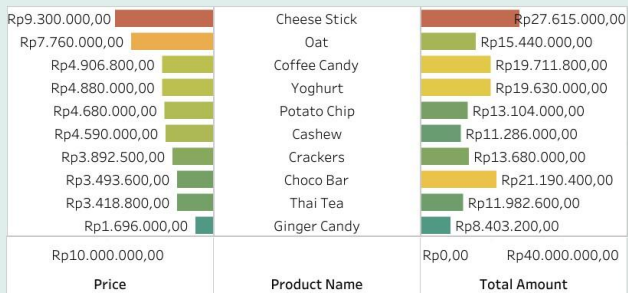 Rp9.300.000,00 Cheese Stick Rp27.615.000,00
Rp7.760.000,00 Oat Rp15.440.000,00
Rp4.906.800,00 Coffee Candy Rp19.711.800,00
Rp4.880.000,00 Yoghurt Rp19.630.000,00
Rp4.680.000,00 Potato Chip Rp13.104.000,00
Rp4.590.000,00 Cashew Rp11.286.000,00
Rp3.892.500,00 Crackers Rp13.680.000,00
Rp3.493.600,00 Choco Bar Rp21.190.400,00
Rp3.418.800,00 Thai Tea Rp11.982.600,00
Rp1.696.000,00 Ginger Candy Rp8.403.200,00
Rp10.000.000,00 Rp0,00 Rp40.000.000,00
Price Product Name Total Amount